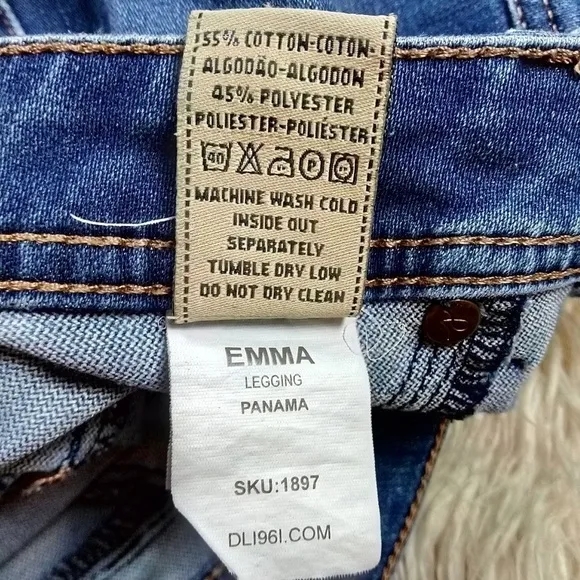 55% COTTON-COTON-
ALGODÃO-ALGODON
45% POLYESTER
POLIESTER-POLIÉSTER
40 P
MACHINE WASH COLD
INSIDE OUT
SEPARATELY
TUMBLE DRY LOW
DO NOT DRY CLEAN
EMMA
LEGGING
PANAMA
SKU:1897
DLI961.COM